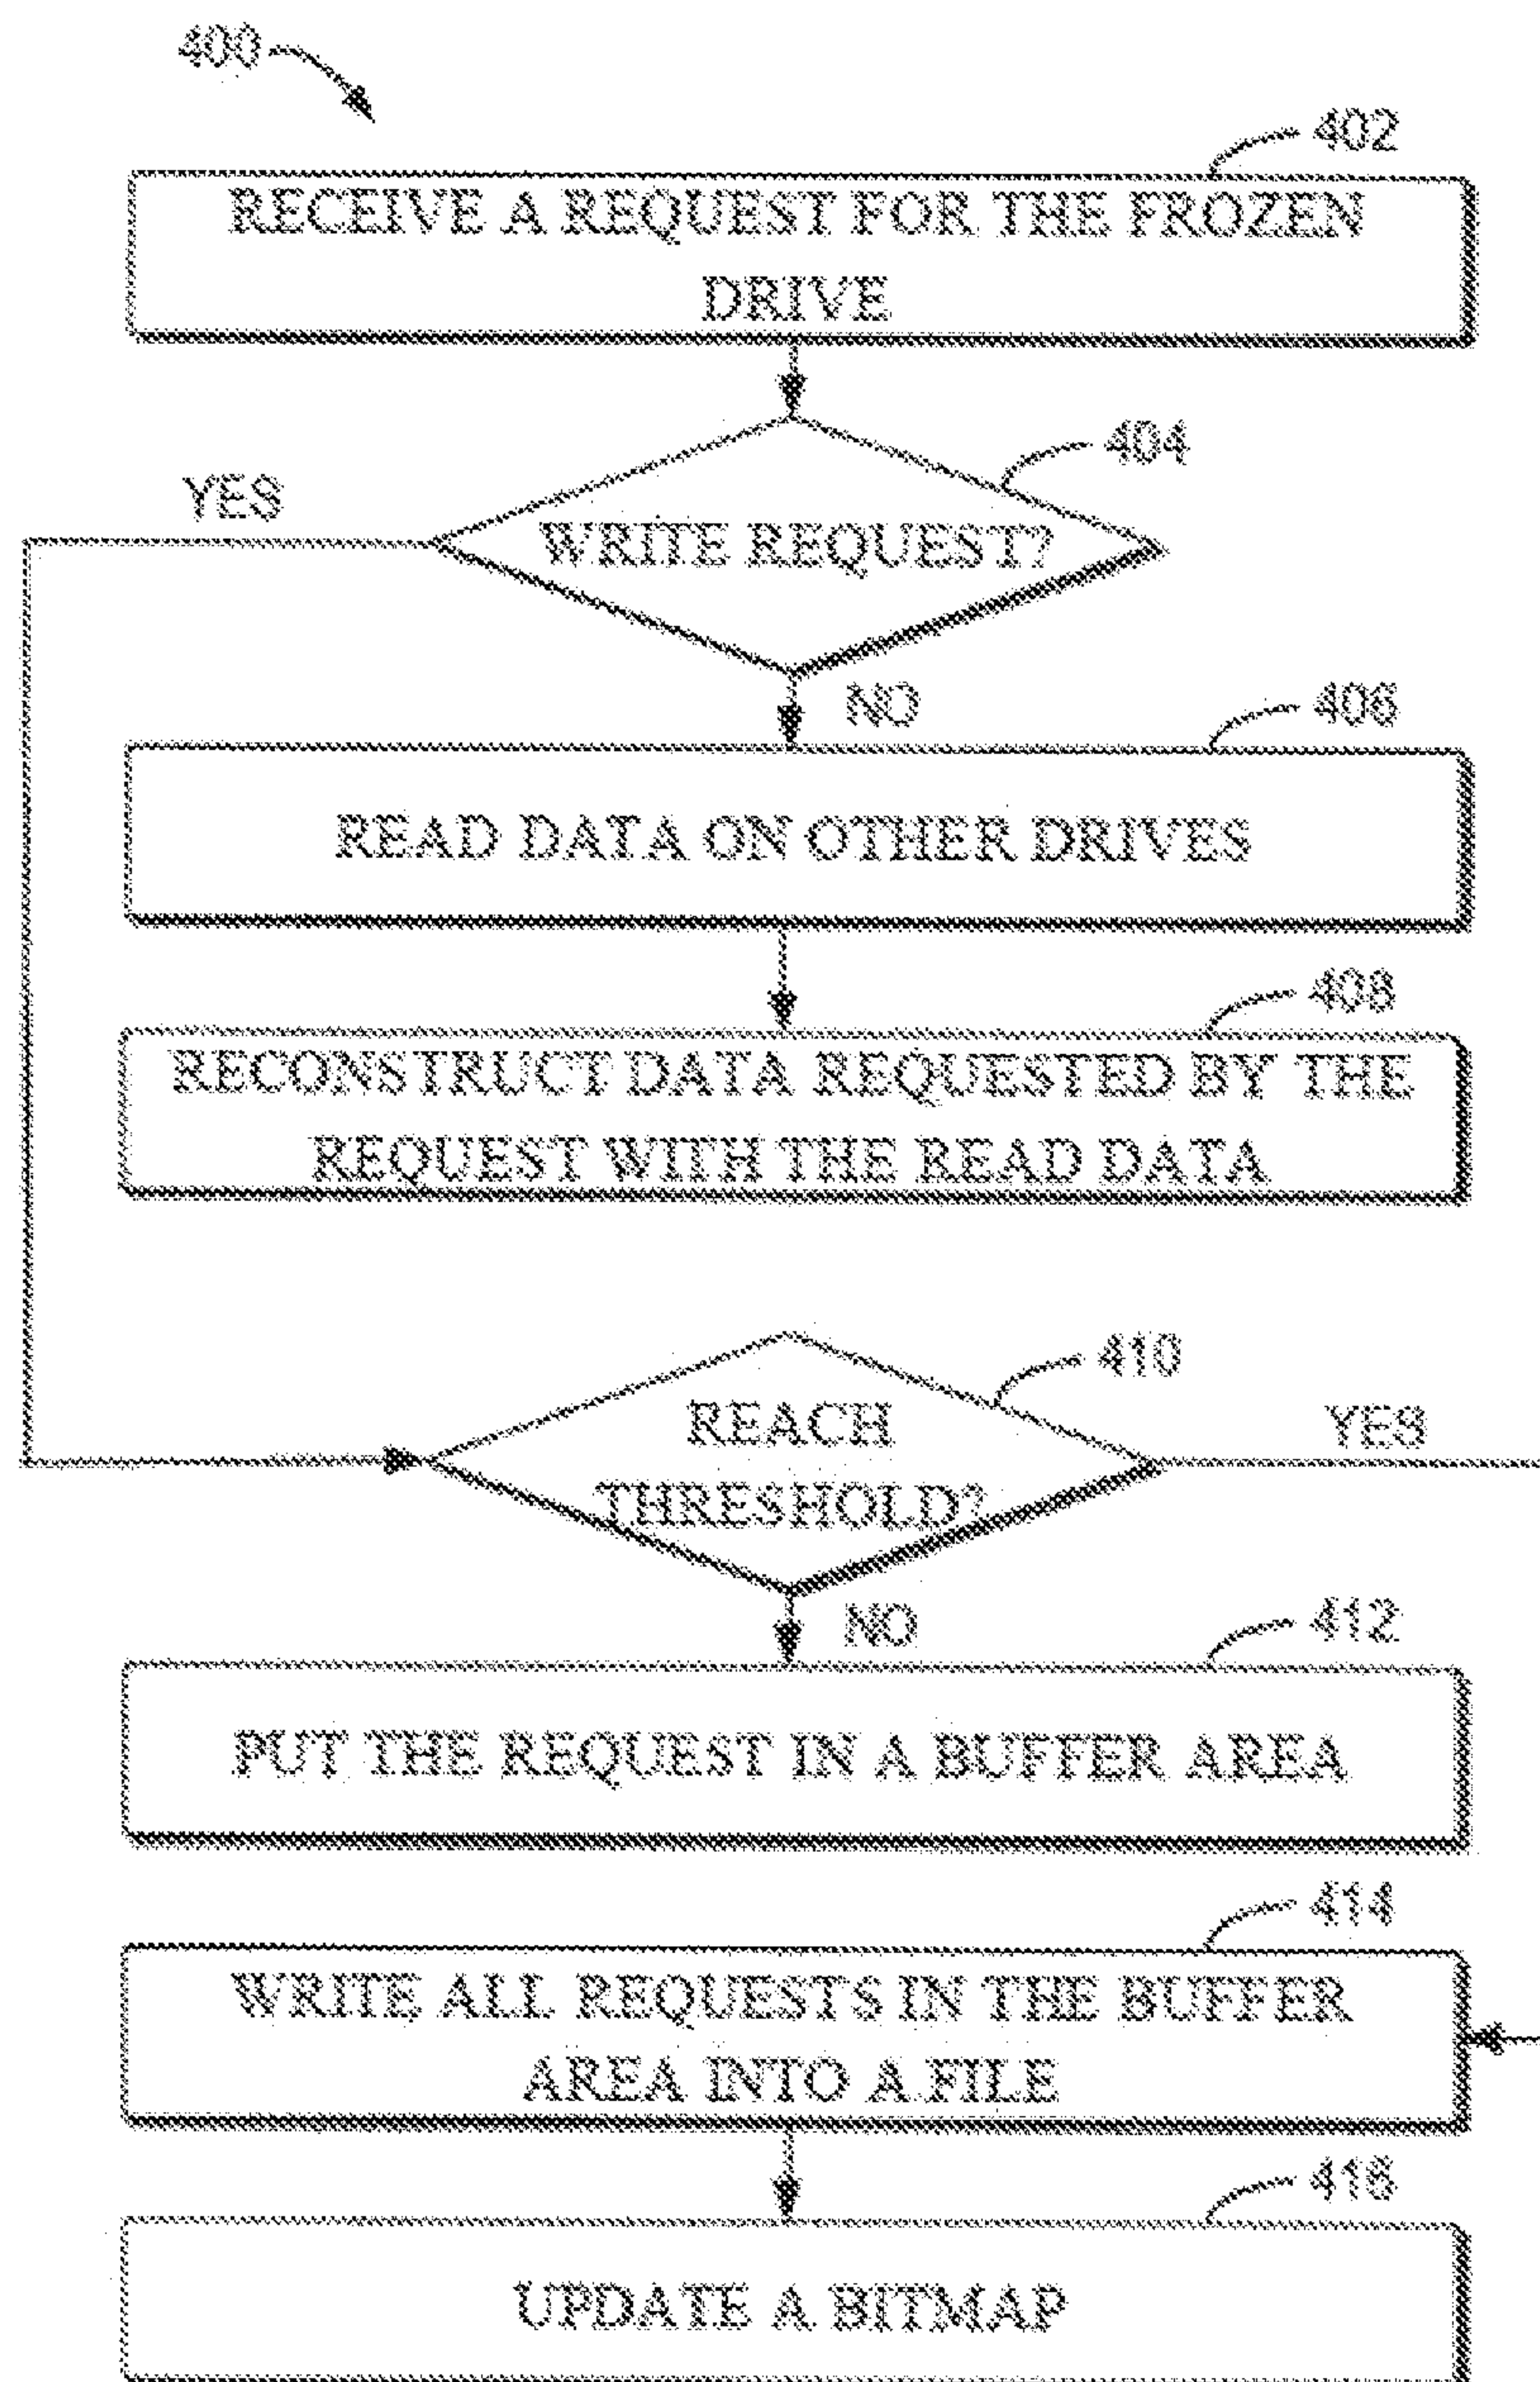 400
402
RECEIVE A REQUEST FOR THE FROZEN
DRIVE
404
YES
WRITE REQUEST?
NO
406
READ DATA ON OTHER DRIVES
408
RECONSTRUCT DATA REQUESTED BY THE
REQUEST WITH THE READ DATA
410
REACH
YES
THRESHOLD?
NO
412
PUT THE REQUEST IN A BUFFER AREA
414
WRITE ALL REQUESTS IN THE BUFFER
AREA INTO A FILE
416
UPDATE A BITMAP